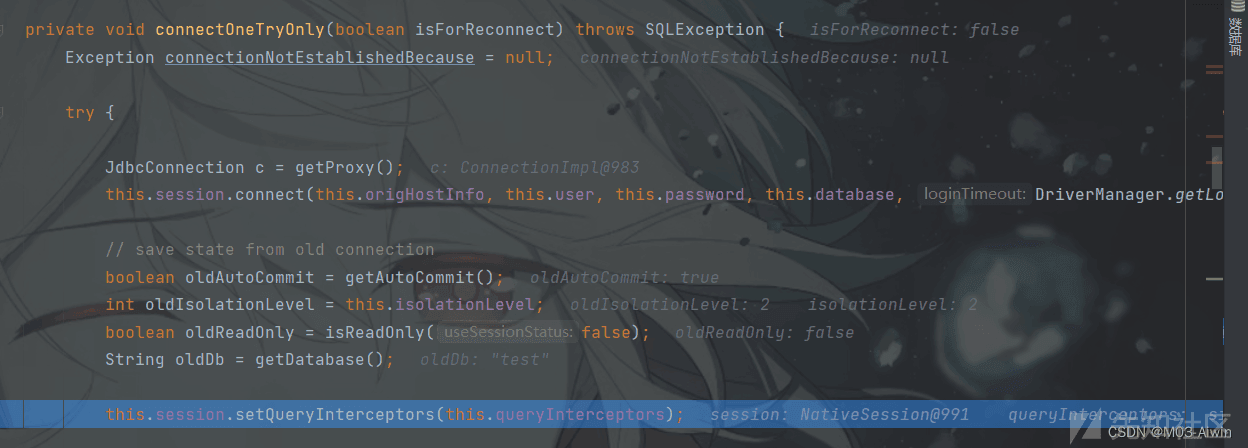 private void connectOneTryOnly(boolean isForReconnect) throws SQLException {   isForReconnect: false
数据库
Exception connectionNotEstablishedBecause = null;   connectionNotEstablishedBecause: null
try {
JdbcConnection c = getProxy();   c: ConnectionImpl@983
this.session.connect(this.origHostInfo, this.user, this.password, this.database, loginTimeout: DriverManager.getLo
// save state from old connection
boolean oldAutoCommit = getAutoCommit();   oldAutoCommit: true
int oldIsolationLevel = this.isolationLevel;   oldIsolationLevel: 2   isolationLevel: 2
boolean oldReadOnly = isReadOnly( useSessionStatus: false);   oldReadOnly: false
String oldDb = getDatabase();   oldDb: "test"
this.session.setQueryInterceptors(this.queryInterceptors);   session: NativeSession@991   queryInterceptors:
CSDN @M03-Aiwin